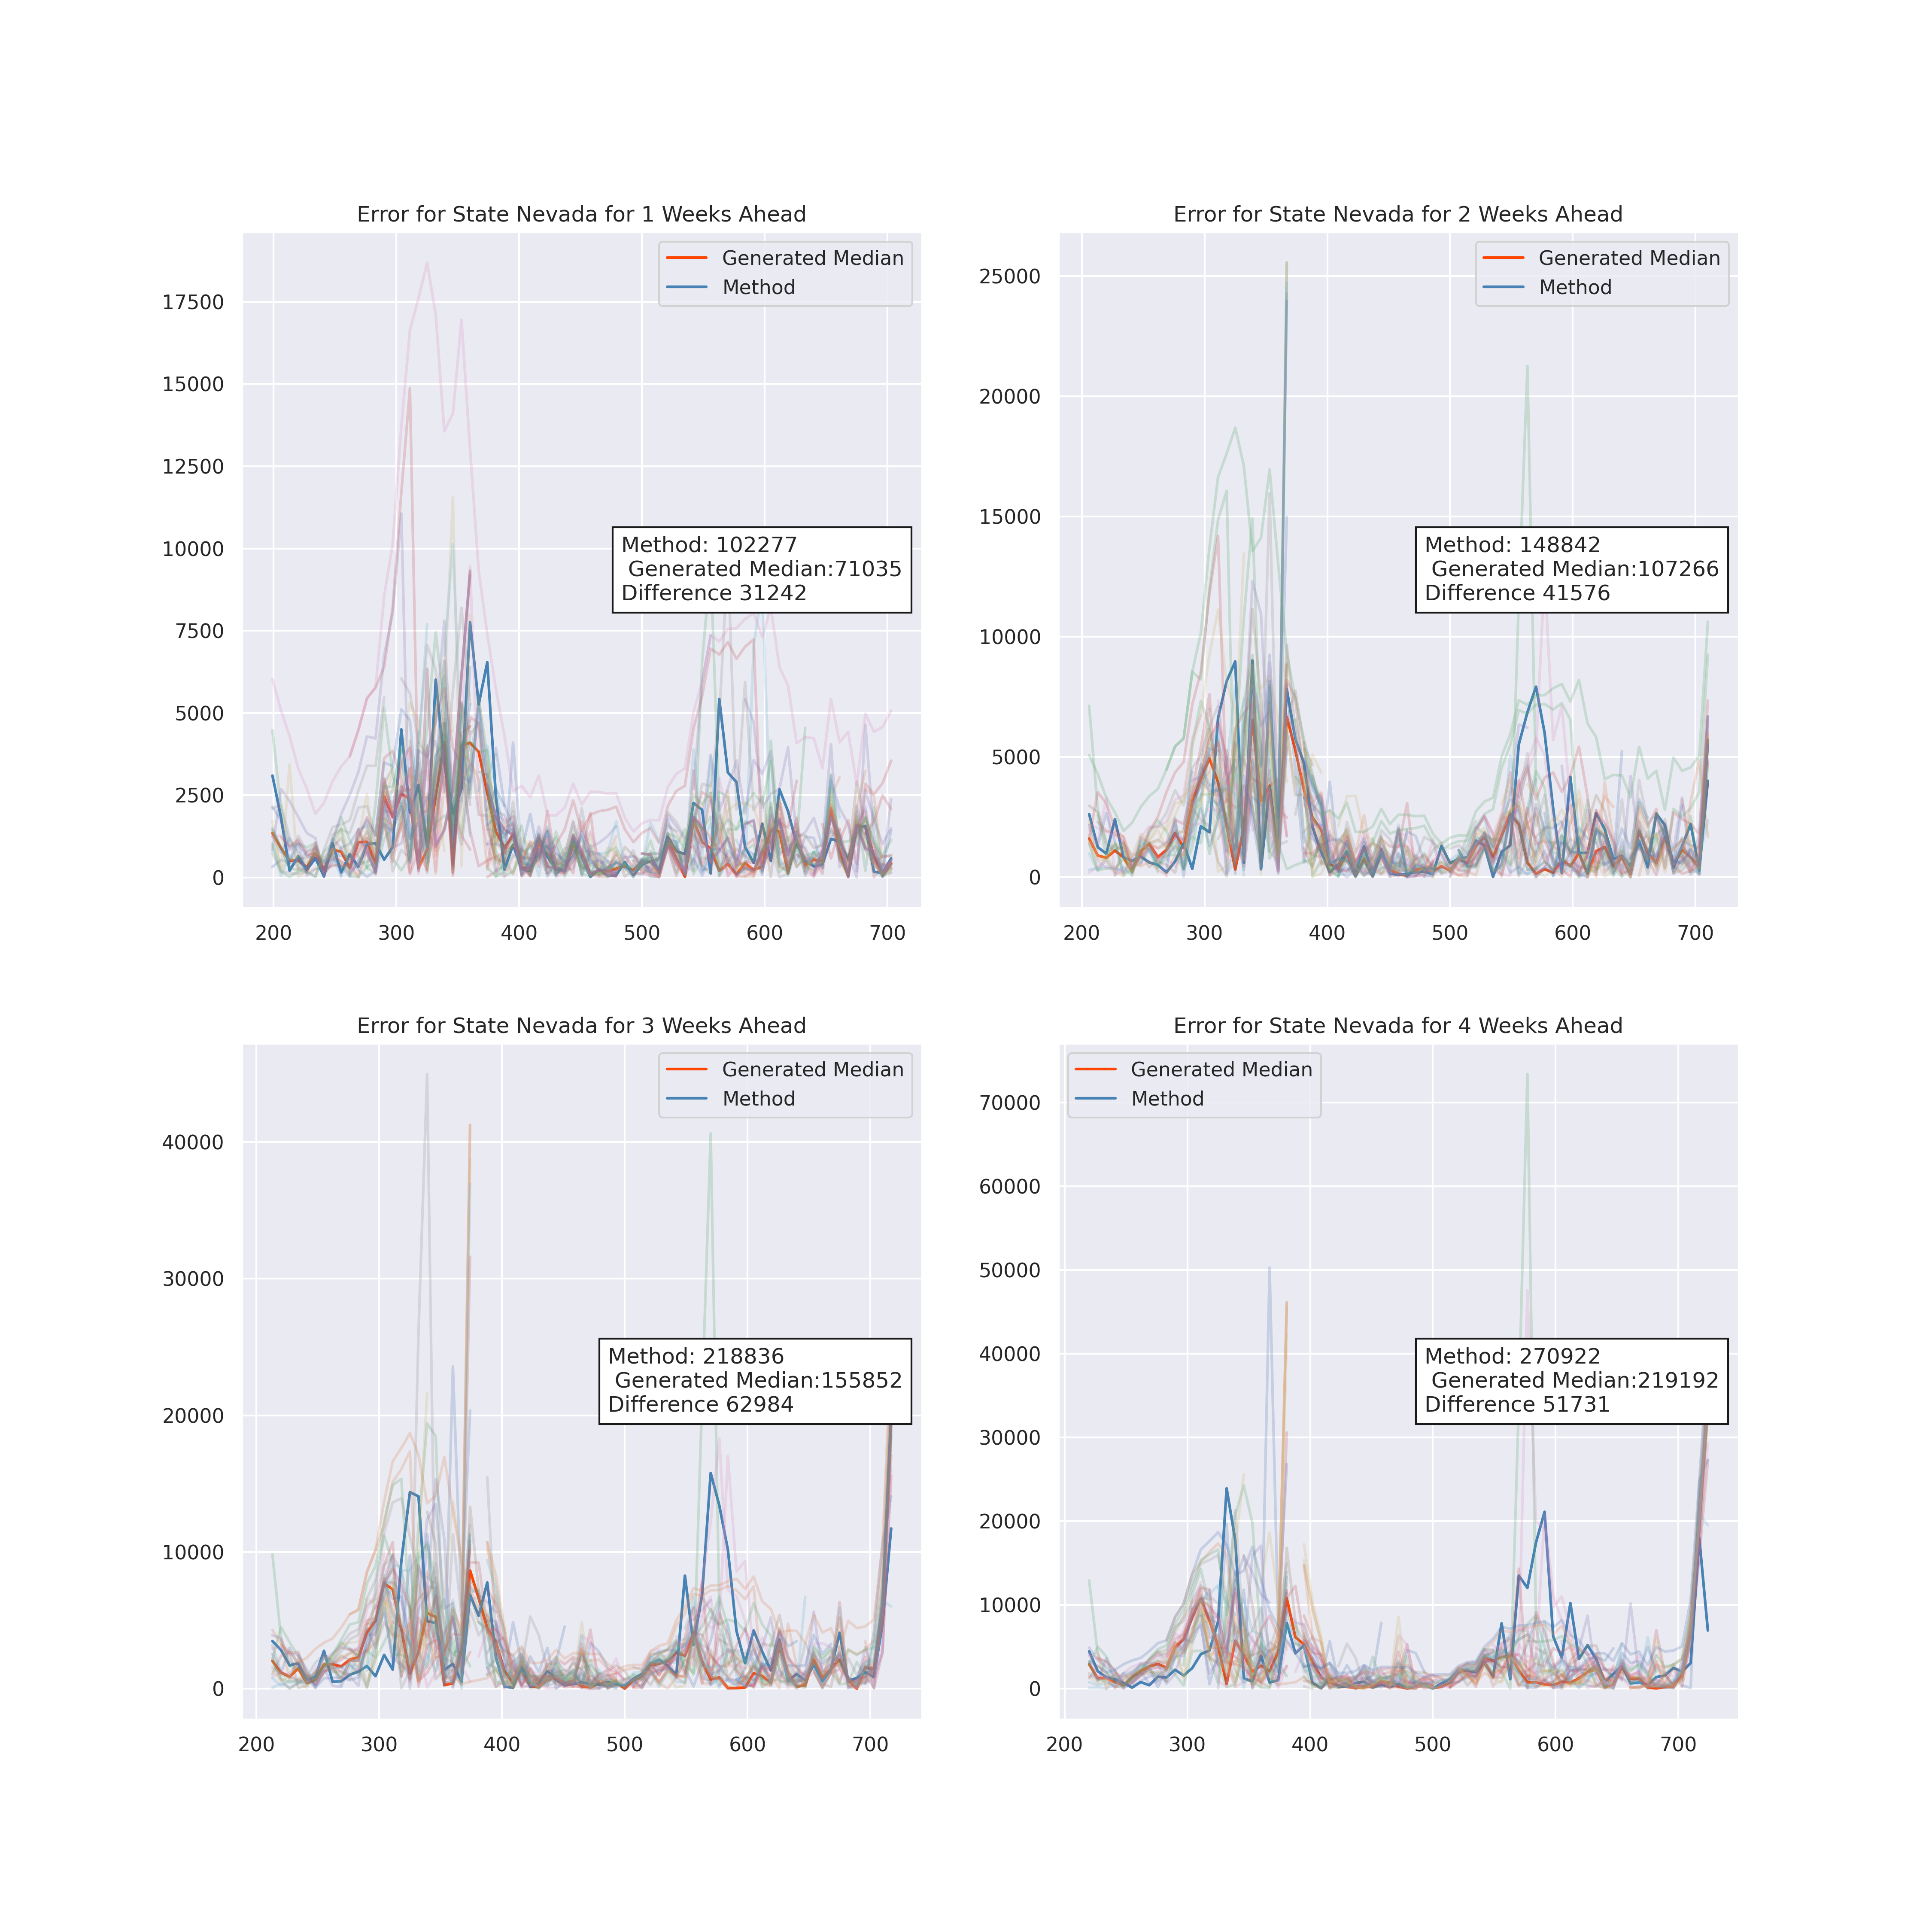 Error for State Nevada for 1 Weeks Ahead
Generated Median
Method
17500
15000
12500
10000
7500
5000
2500
0
Method: 102277
Generated Median:71035
Difference 31242
200 300 400 500 600 700
Error for State Nevada for 2 Weeks Ahead
Generated Median
Method
25000
20000
15000
10000
5000
0
Method: 148842
Generated Median:107266
Difference 41576
200 300 400 500 600 700
Error for State Nevada for 3 Weeks Ahead
Generated Median
Method
40000
30000
20000
10000
0
Method: 218836
Generated Median:155852
Difference 62984
200 300 400 500 600 700
Error for State Nevada for 4 Weeks Ahead
Generated Median
Method
70000
60000
50000
40000
30000
20000
10000
0
Method: 270922
Generated Median:219192
Difference 51731
200 300 400 500 600 700